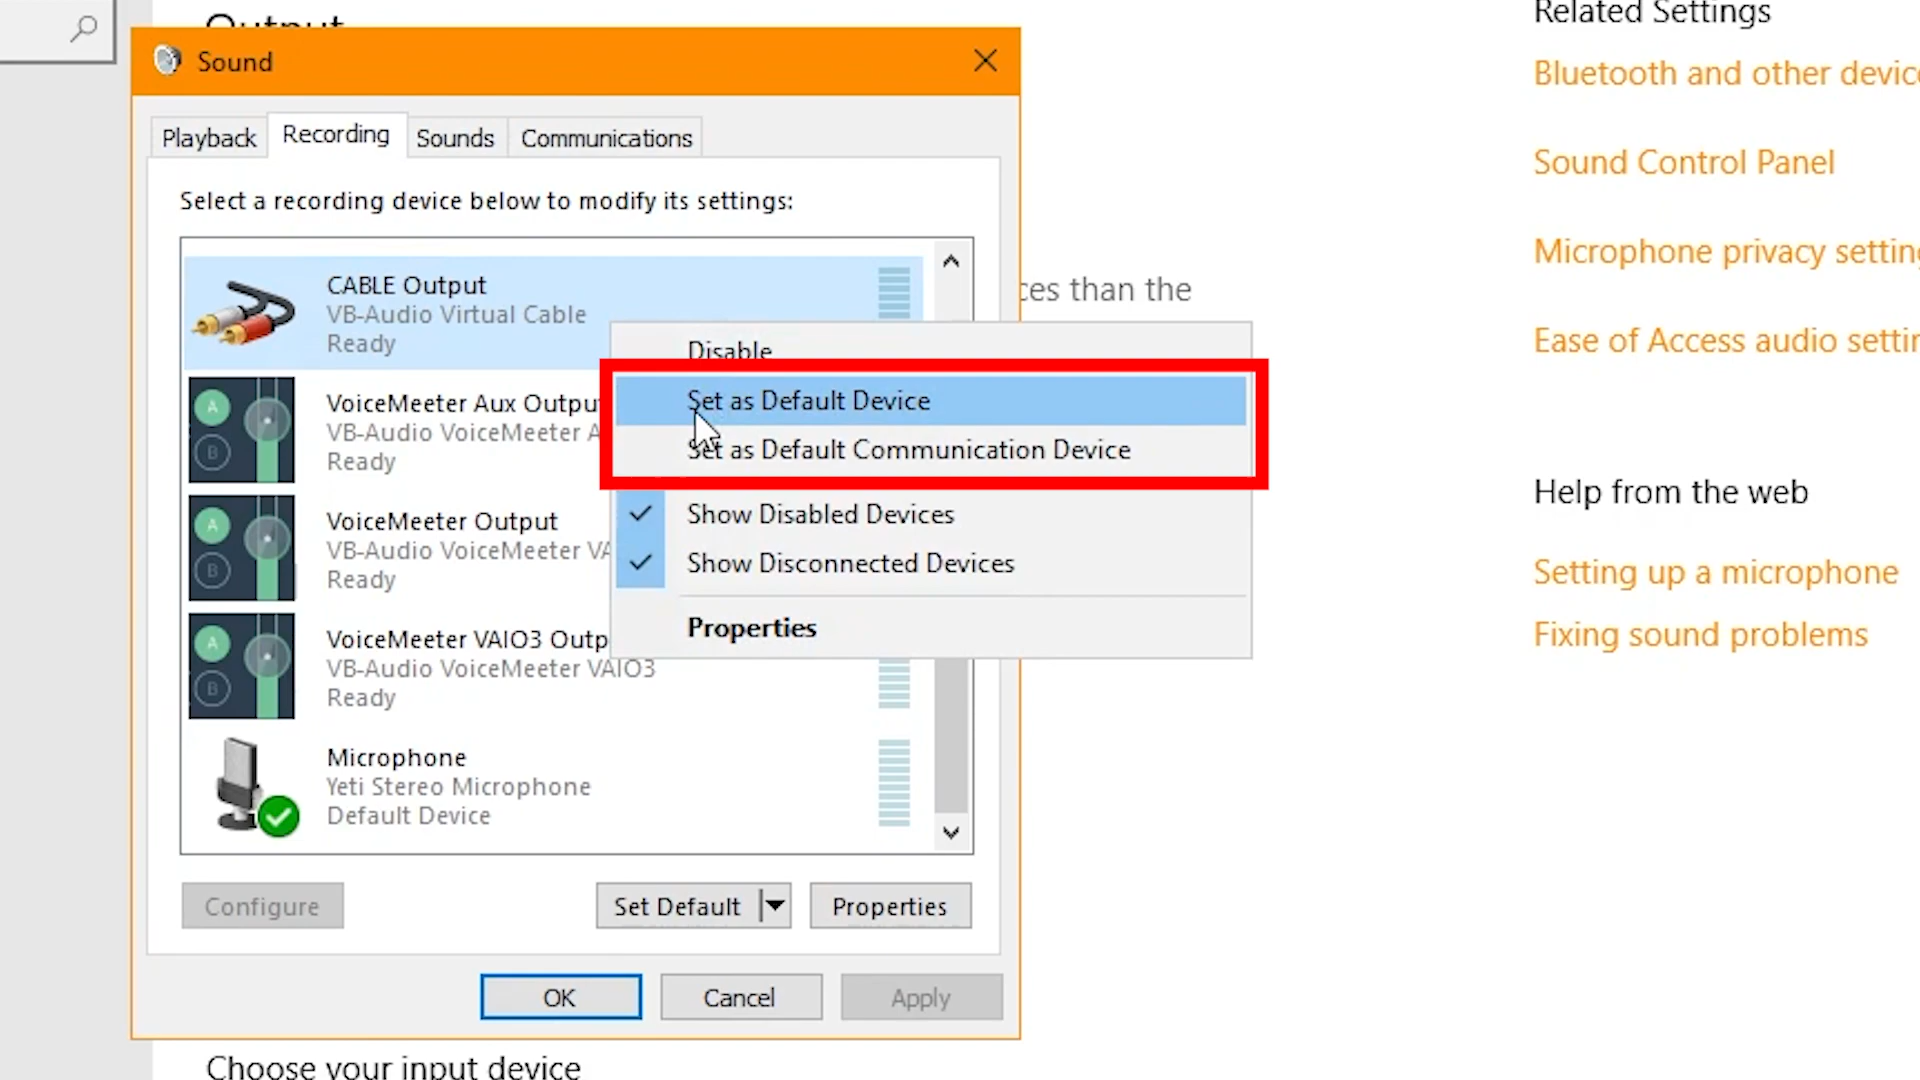 Output
Sound
Playback
Recording
Sounds
Communications
Select a recording device below to modify its settings:
CABLE Output
VB-Audio Virtual Cable
Ready
VoiceMeeter Aux Outpu
VB-Audio VoiceMeeter A
Ready
VoiceMeeter Output
VB-Audio VoiceMeeter VA
Ready
VoiceMeeter VAIO3 Outp
VB-Audio VoiceMeeter VAIO3
Ready
Microphone
Yeti Stereo Microphone
Default Device
Disable
Set as Default Device
Set as Default Communication Device
Show Disabled Devices
Show Disconnected Devices
Properties
Configure
Set Default
Properties
OK
Cancel
Apply
ces than the
Choose your input device
Related Settings
Bluetooth and other device
Sound Control Panel
Microphone privacy setting
Ease of Access audio settin
Help from the web
Setting up a microphone
Fixing sound problems